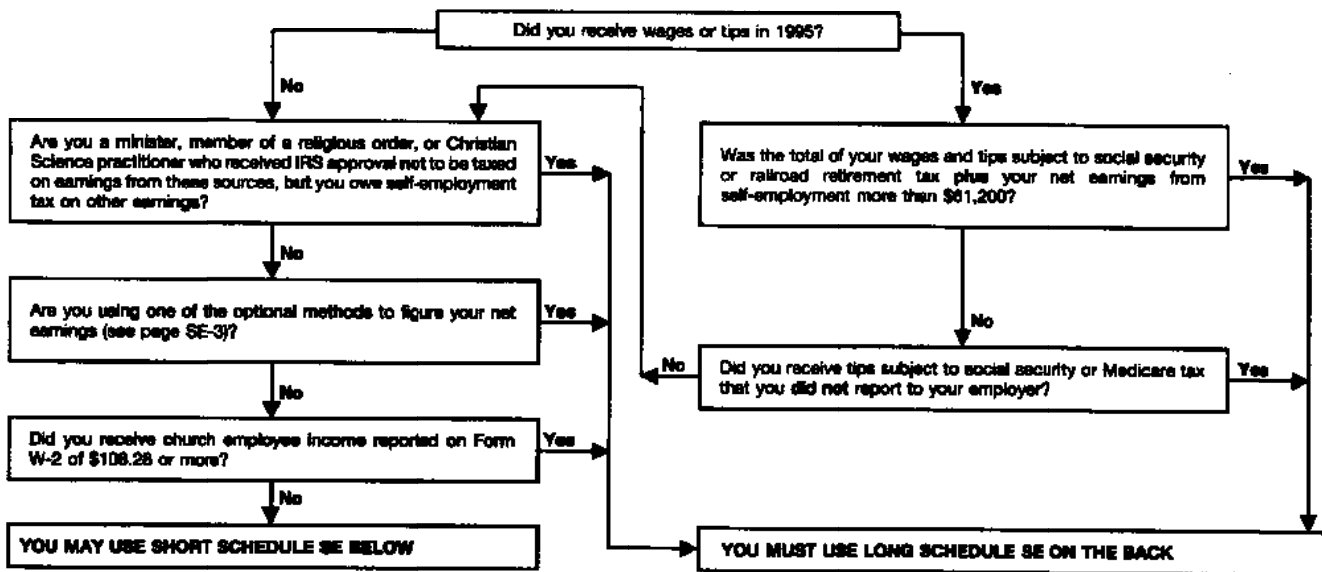 Did you receive wages or tips in 1995?
No
Yes
Are you a minister, member of a religious order, or Christian
Science practitioner who received IRS approval not to be taxed
on earnings from these sources, but you owe self-employment
tax on other earnings?
Yes
Was the total of your wages and tips subject to social security
or railroad retirement tax plus your net earnings from
self-employment more than $61,200?
Yes
No
Are you using one of the optional methods to figure your net
earnings (see page SE-3)?
Yes
No
No
Did you receive tips subject to social security or Medicare tax
that you did not report to your employer?
Yes
No
Did you receive church employee income reported on Form
W-2 of $108.28 or more?
Yes
No
YOU MAY USE SHORT SCHEDULE SE BELOW
YOU MUST USE LONG SCHEDULE SE ON THE BACK